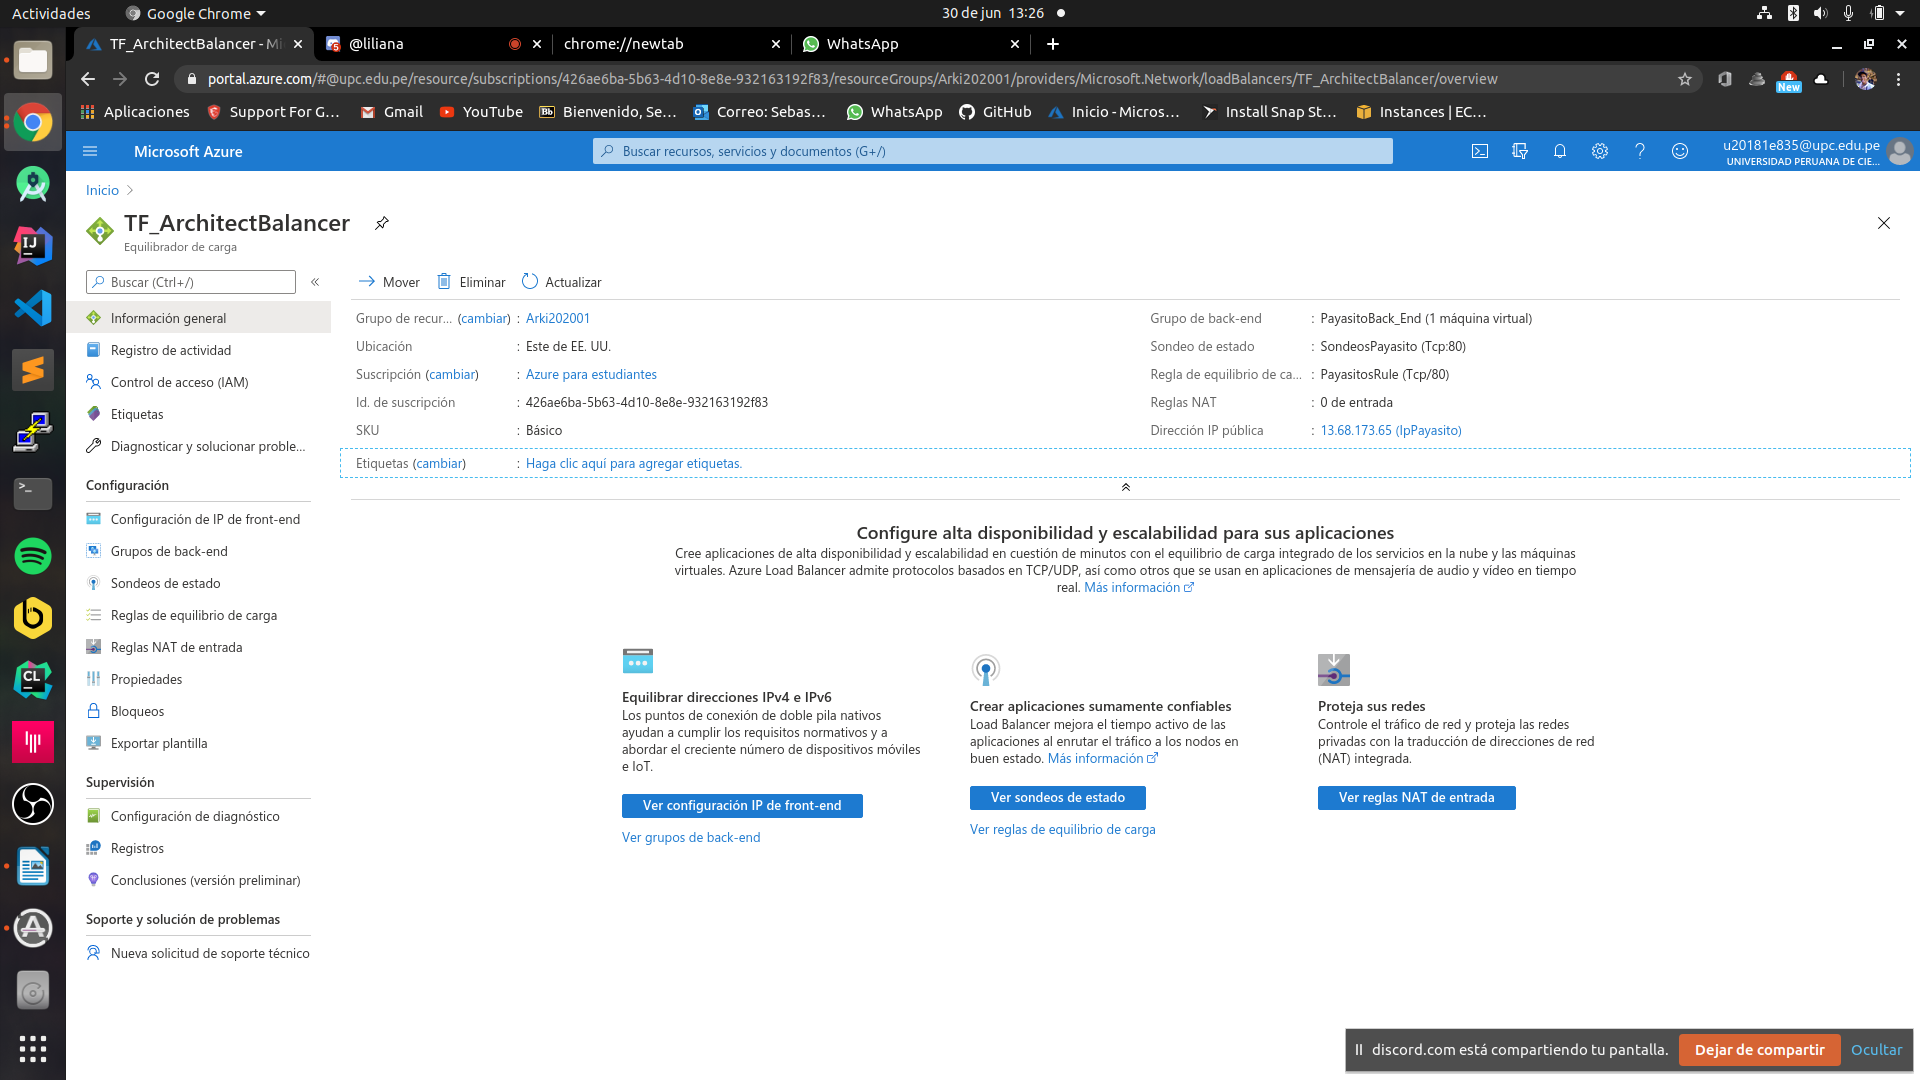 Actividades
Google Chrome
30 de jun 13:26
TF_ArchitectBalancer - Mi
@liliana
chrome://newtab
WhatsApp
portal.azure.com/#@upc.edu.pe/resource/subscriptions/426ae6ba-5b63-4d10-8e8e-932163192f83/resourceGroups/Arki202001/providers/Microsoft.Network/loadBalancers/TF_ArchitectBalancer/overview
New
Aplicaciones
Support For G...
Gmail
YouTube
Bb
Bienvenido, Se...
Correo: Sebas...
WhatsApp
GitHub
Inicio - Micros...
Install Snap St...
Instances | EC...
Microsoft Azure
Buscar recursos, servicios y documentos (G+/)
u20181e835@upc.edu.pe
UNIVERSIDAD PERUANA DE CIE...
Inicio
TF_ArchitectBalancer
Equilibrador de carga
Buscar (Ctrl+/)
Mover
Eliminar
Actualizar
Información general
Registro de actividad
Control de acceso (IAM)
Etiquetas
Diagnosticar y solucionar proble...
Configuración
Configuración de IP de front-end
Grupos de back-end
Sondeos de estado
Reglas de equilibrio de carga
Reglas NAT de entrada
Propiedades
Bloqueos
Exportar plantilla
Supervisión
Configuración de diagnóstico
Registros
Conclusiones (versión preliminar)
Soporte y solución de problemas
Nueva solicitud de soporte técnico
Grupo de recur... (cambiar) : Arki202001
Ubicación : Este de EE. UU.
Suscripción (cambiar) : Azure para estudiantes
Id. de suscripción : 426ae6ba-5b63-4d10-8e8e-932163192f83
SKU : Básico
Grupo de back-end : PayasitoBack_End (1 máquina virtual)
Sondeo de estado : SondeosPayasito (Tcp:80)
Regla de equilibrio de ca... : PayasitosRule (Tcp/80)
Reglas NAT : 0 de entrada
Dirección IP pública : 13.68.173.65 (IpPayasito)
Etiquetas (cambiar) : Haga clic aquí para agregar etiquetas.
Configure alta disponibilidad y escalabilidad para sus aplicaciones
Cree aplicaciones de alta disponibilidad y escalabilidad en cuestión de minutos con el equilibrio de carga integrado de los servicios en la nube y las máquinas
virtuales. Azure Load Balancer admite protocolos basados en TCP/UDP, así como otros que se usan en aplicaciones de mensajería de audio y vídeo en tiempo
real. Más información
Equilibrar direcciones IPv4 e IPv6
Los puntos de conexión de doble pila nativos
ayudan a cumplir los requisitos normativos y a
abordar el creciente número de dispositivos móviles
e IoT.
Ver configuración IP de front-end
Ver grupos de back-end
Crear aplicaciones sumamente confiables
Load Balancer mejora el tiempo activo de las
aplicaciones al enrutar el tráfico a los nodos en
buen estado. Más información
Ver sondeos de estado
Ver reglas de equilibrio de carga
Proteja sus redes
Controle el tráfico de red y proteja las redes
privadas con la traducción de direcciones de red
(NAT) integrada.
Ver reglas NAT de entrada
IJ
>_
CL
discord.com está compartiendo tu pantalla.
Dejar de compartir
Ocultar